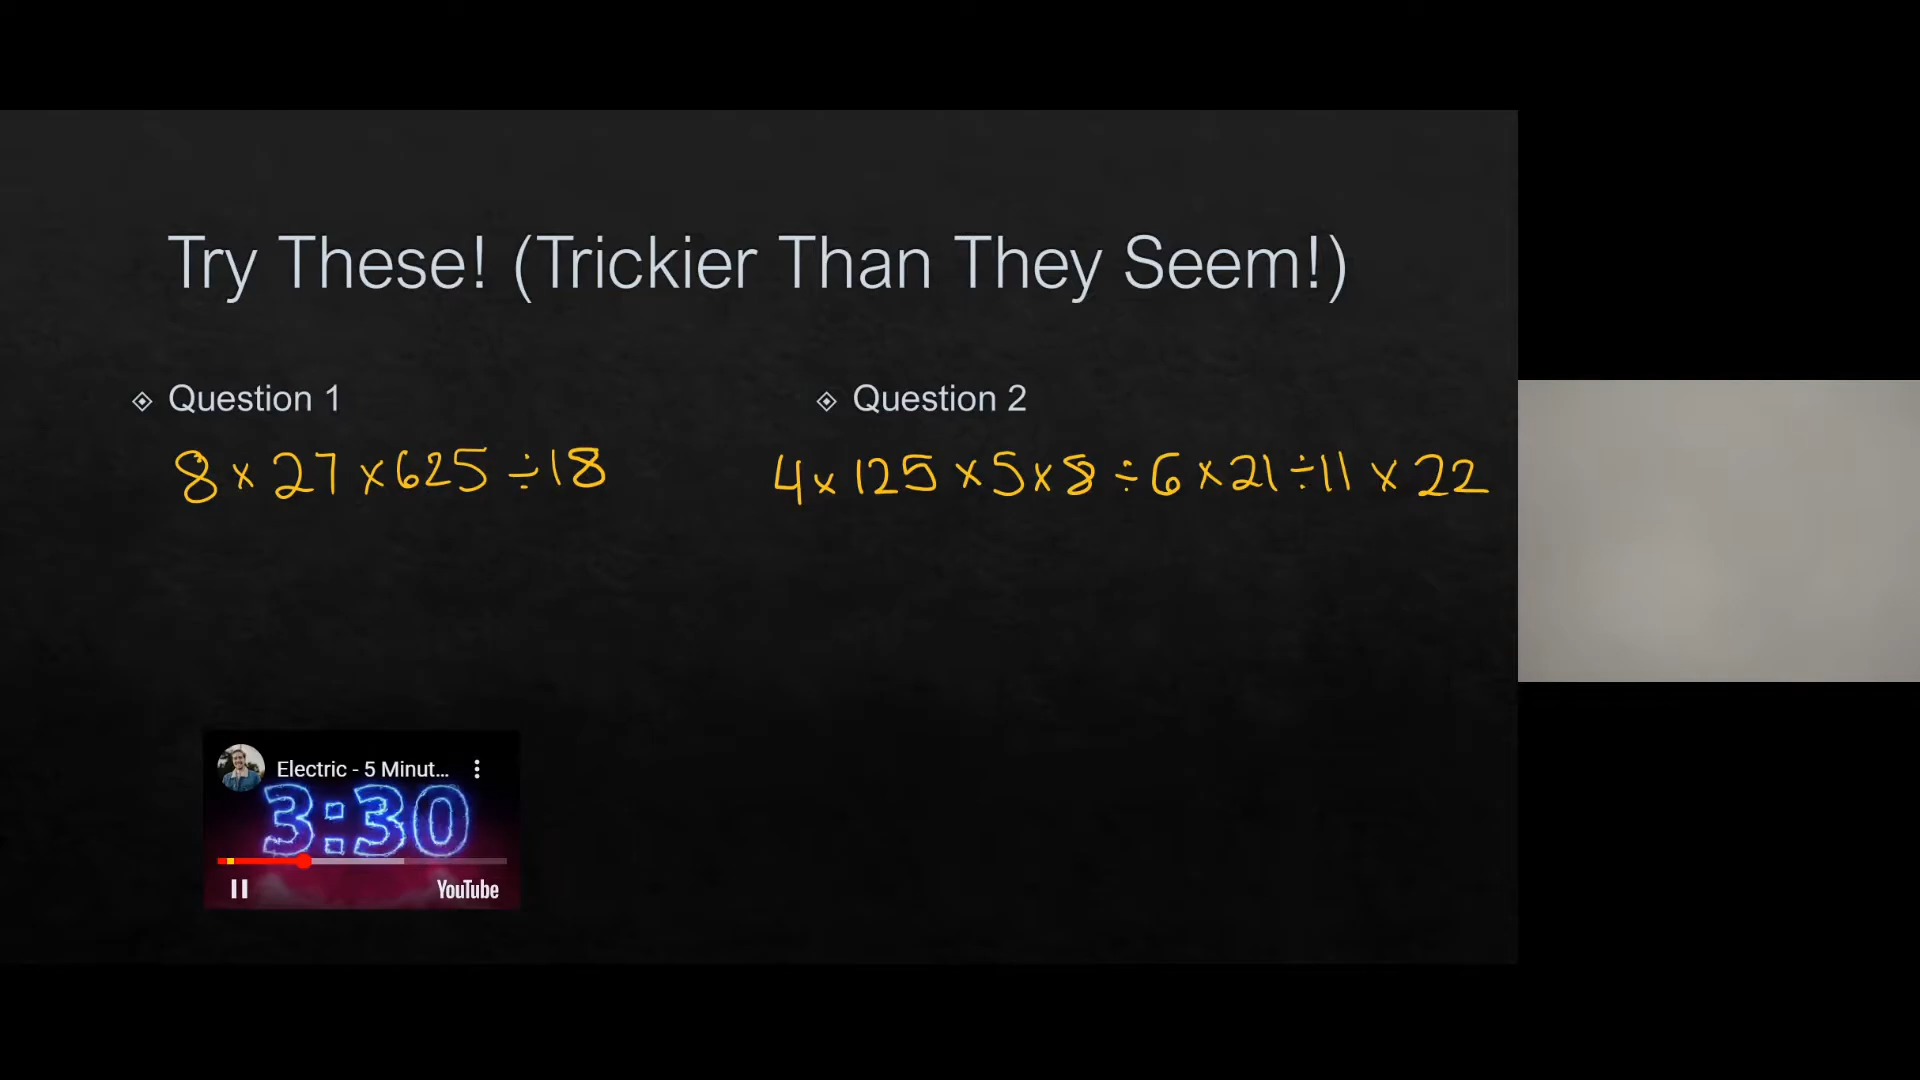 Try These! (Trickier Than They Seem!)
Question 1
8 × 27 × 625 ÷ 18
Question 2
4 × 125 × 5 × 8 ÷ 6 × 21 ÷ 11 × 22
Electric - 5 Minut...
3:30
YouTube